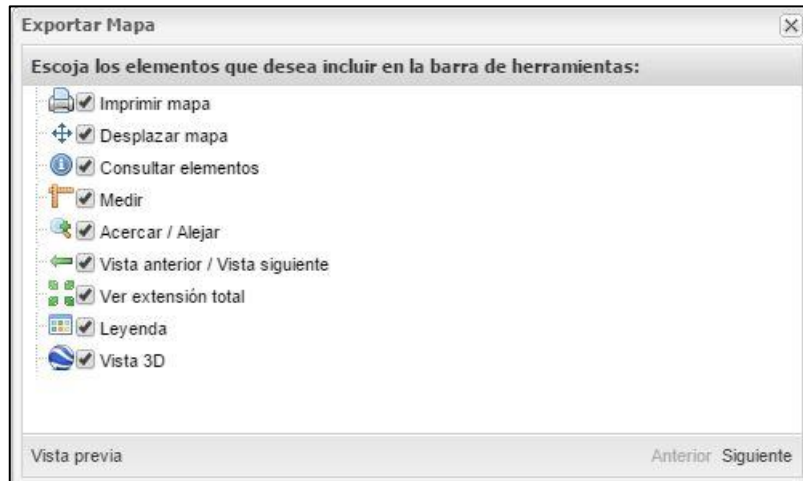 Exportar Mapa
Escoja los elementos que desea incluir en la barra de herramientas:
Imprimir mapa
Desplazar mapa
Consultar elementos
Medir
Acercar / Alejar
Vista anterior / Vista siguiente
Ver extensión total
Leyenda
Vista 3D
Vista previa Anterior Siguiente